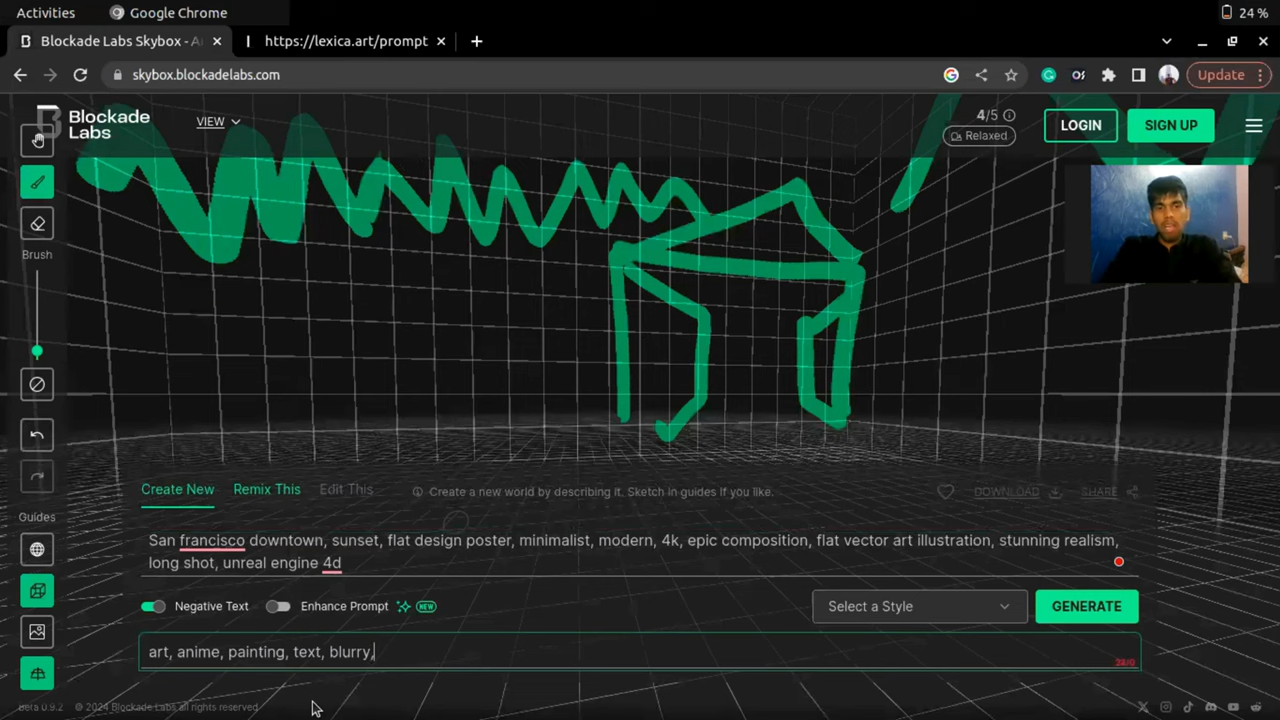 Activities
Google Chrome
24 %
Blockade Labs Skybox - A
https://lexica.art/prompt
skybox.blockadelabs.com
Update
Blockade
Labs
VIEW
4/5
Relaxed
LOGIN
SIGN UP
Brush
Guides
Create New
Remix This
Edit This
Create a new world by describing it. Sketch in guides if you like.
DOWNLOAD
SHARE
San francisco downtown, sunset, flat design poster, minimalist, modern, 4k, epic composition, flat vector art illustration, stunning realism,
long shot, unreal engine 4d
Negative Text
Enhance Prompt
NEW
Select a Style
GENERATE
art, anime, painting, text, blurry,
Beta 0.9.2
© 2024 Blockade Labs all rights reserved